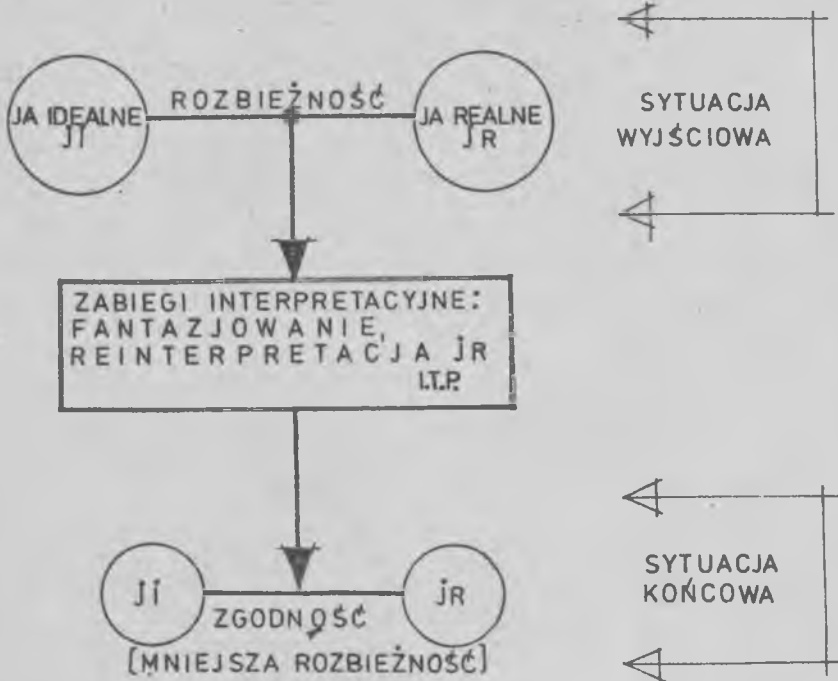 ROZBIEŻNOŚĆ
JA IDEALNE
JI
JA REALNE
JR
SYTUACJA
WYJŚCIOWA
ZABIEGI INTERPRETACYJNE:
FANTAZJOWANIE,
REINTERPRETACJA JR
I.T.P.
JI
JR
ZGODNOŚĆ
[MNIEJSZA ROZBIEŻNOŚĆ]
SYTUACJA
KOŃCOWA